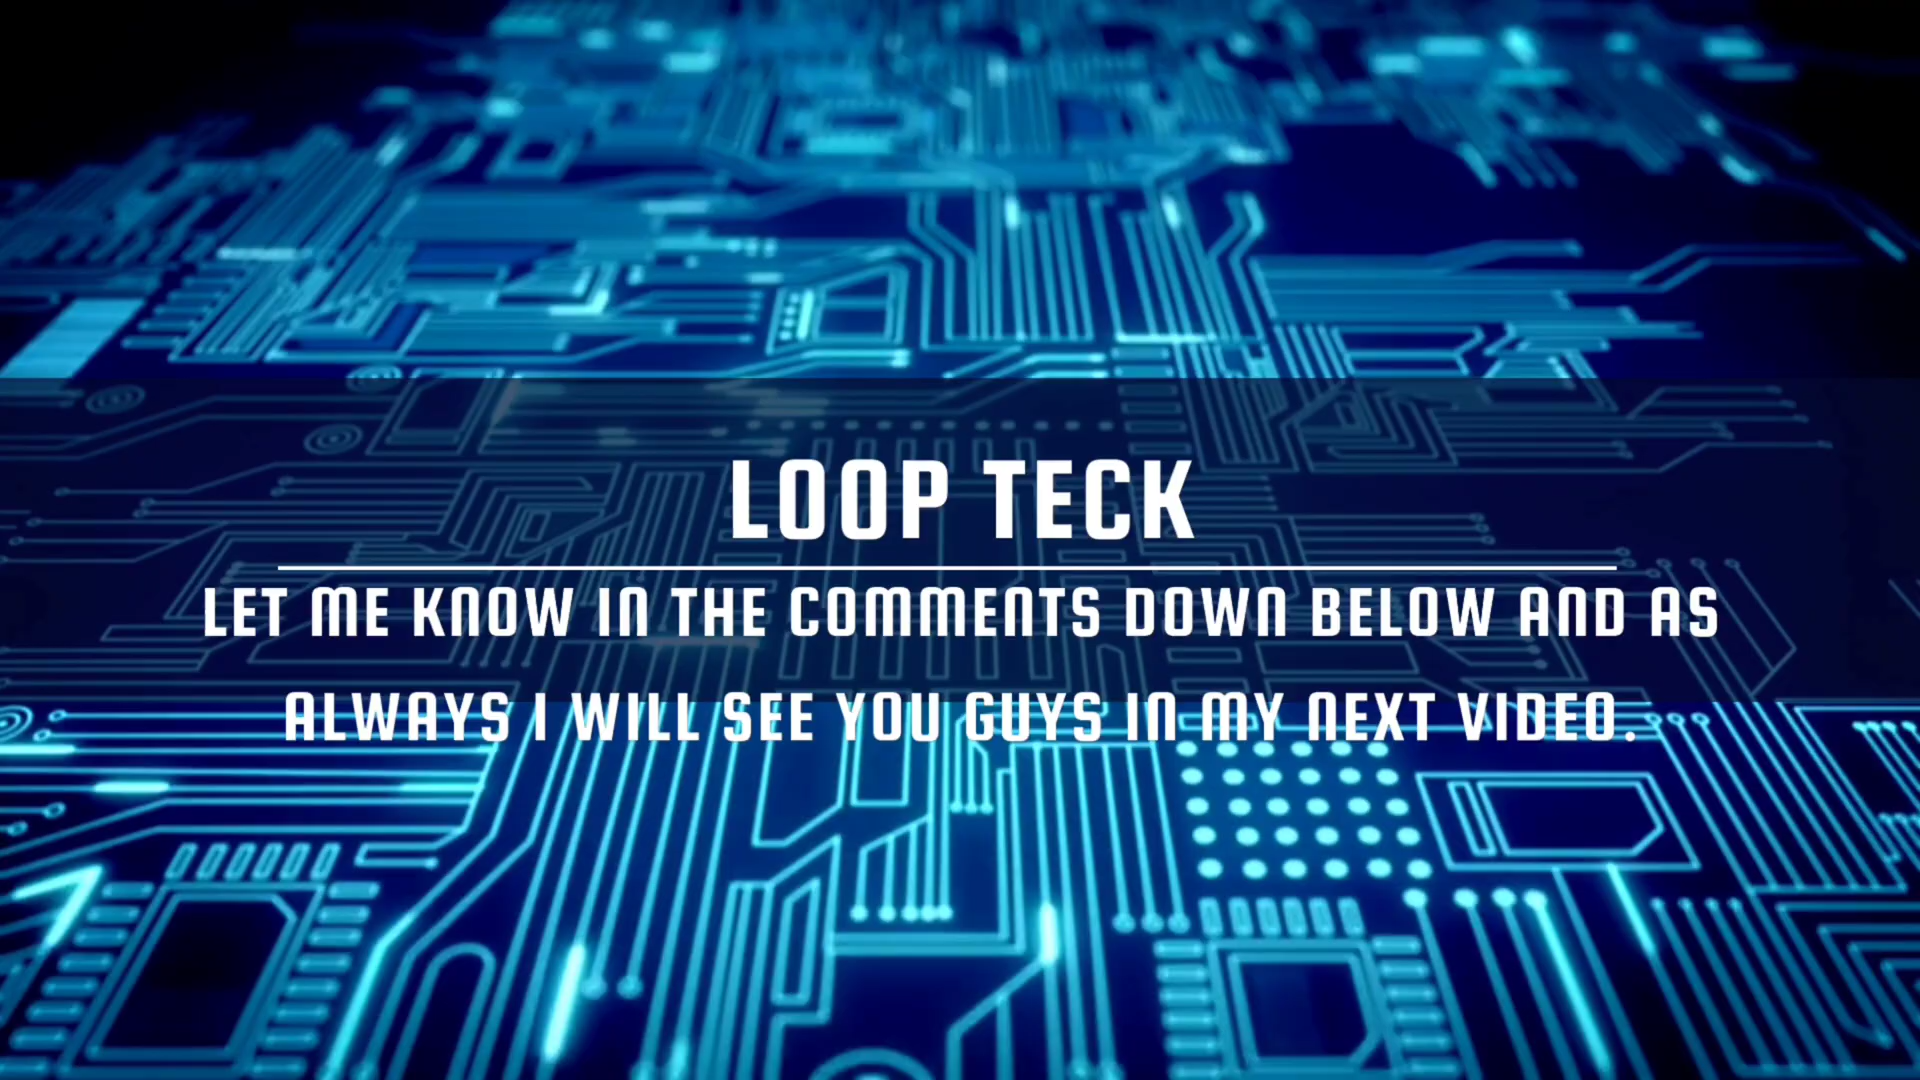 LOOP TECK
LET ME KNOW IN THE COMMENTS DOWN BELOW AND AS
ALWAYS I WILL SEE YOU GUYS IN MY NEXT VIDEO.